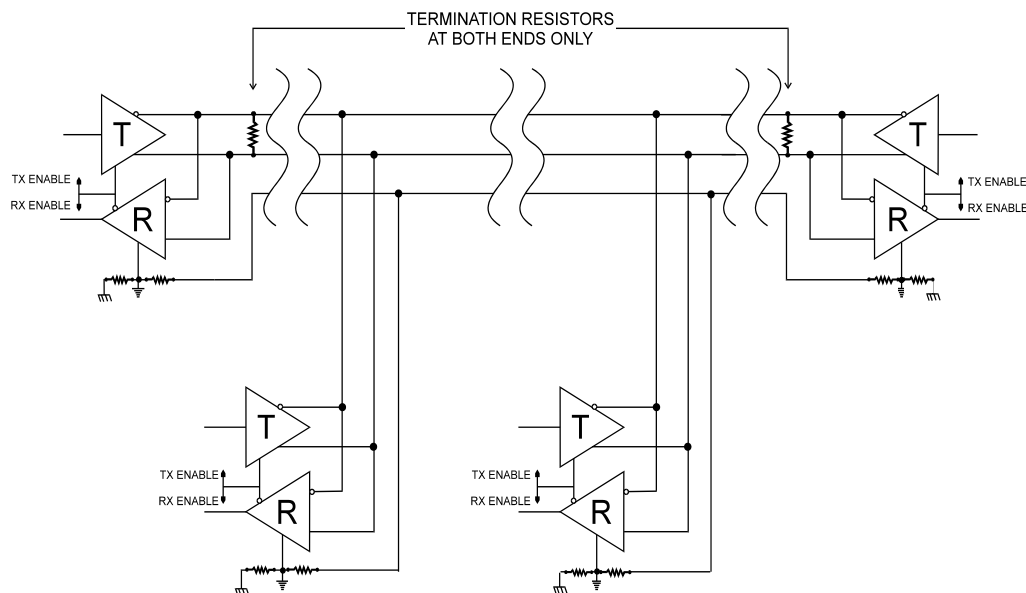 TERMINATION RESISTORS
AT BOTH ENDS ONLY
T
T
TX ENABLE
RX ENABLE
R
TX ENABLE
RX ENABLE
R
T
T
TX ENABLE
RX ENABLE
R
TX ENABLE
RX ENABLE
R